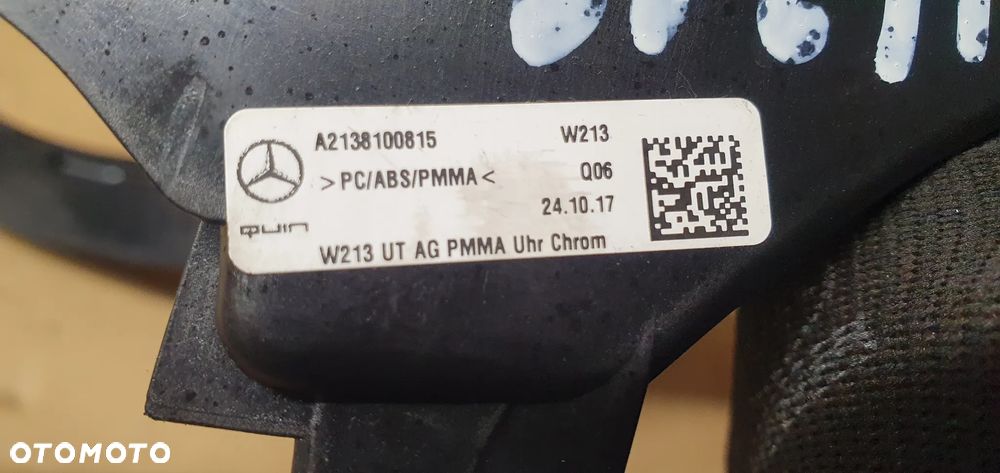 A2138100815 W213
>PC/ABS/PMMA< Q06
24.10.17
QUIN
W213 UT AG PMMA Uhr Chrom
OTOMOTO